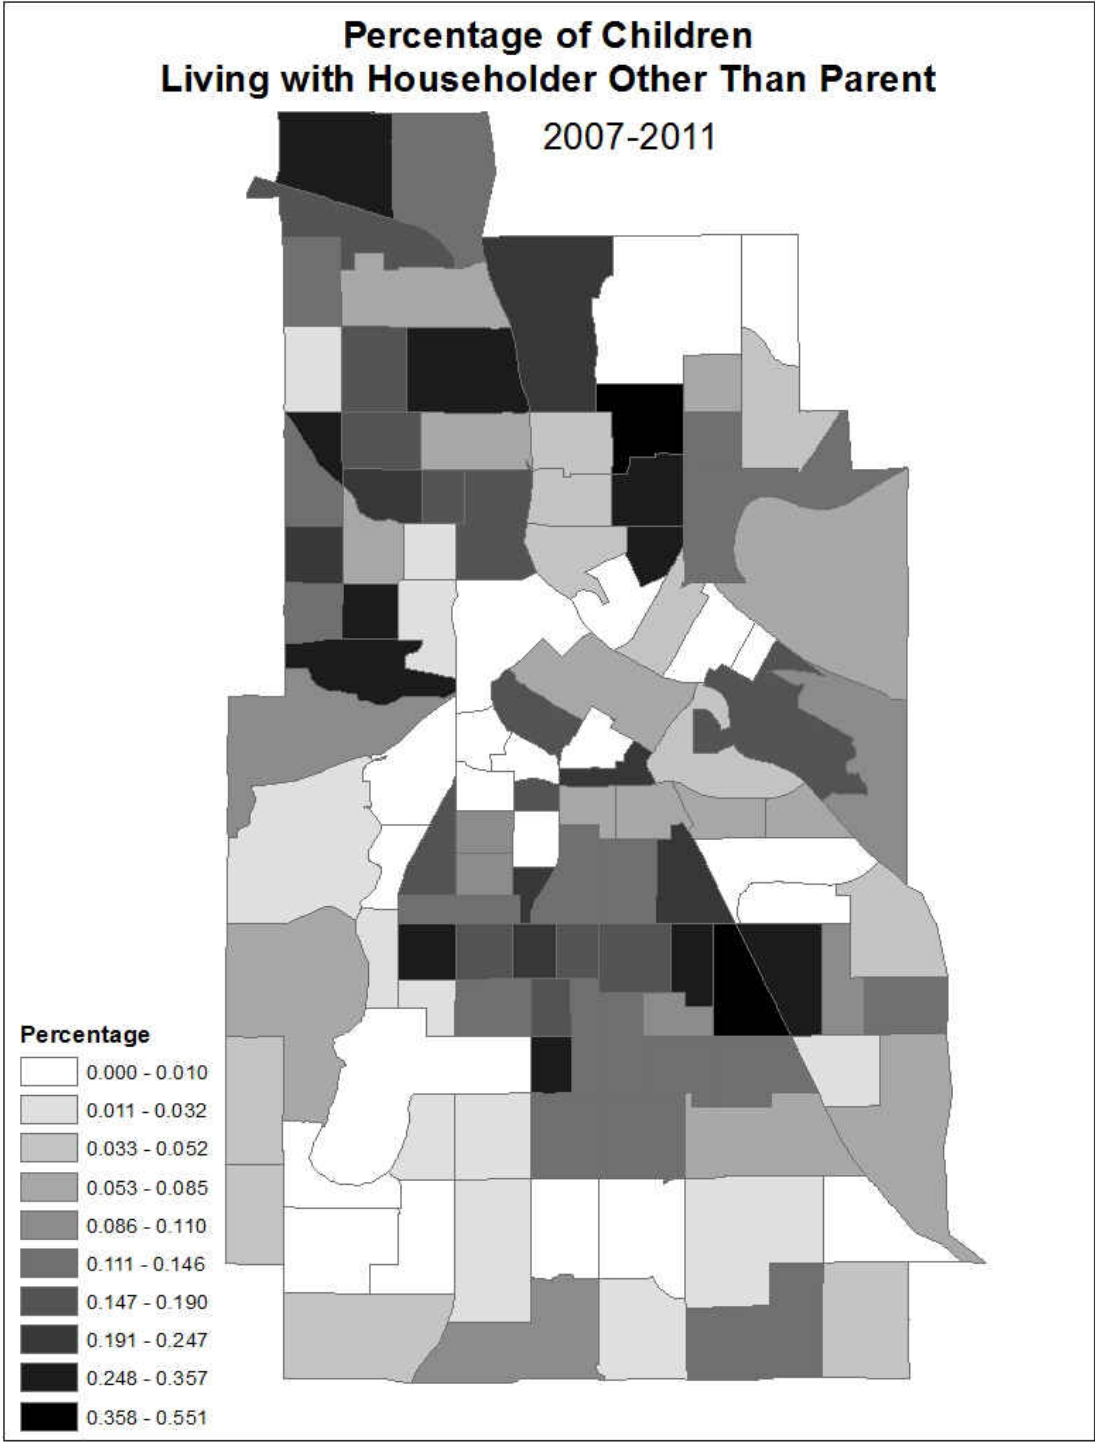 Percentage of Children
Living with Householder Other Than Parent
2007-2011
Percentage
0.000 - 0.010
0.011 - 0.032
0.033 - 0.052
0.053 - 0.085
0.086 - 0.110
0.111 - 0.146
0.147 - 0.190
0.191 - 0.247
0.248 - 0.357
0.358 - 0.551